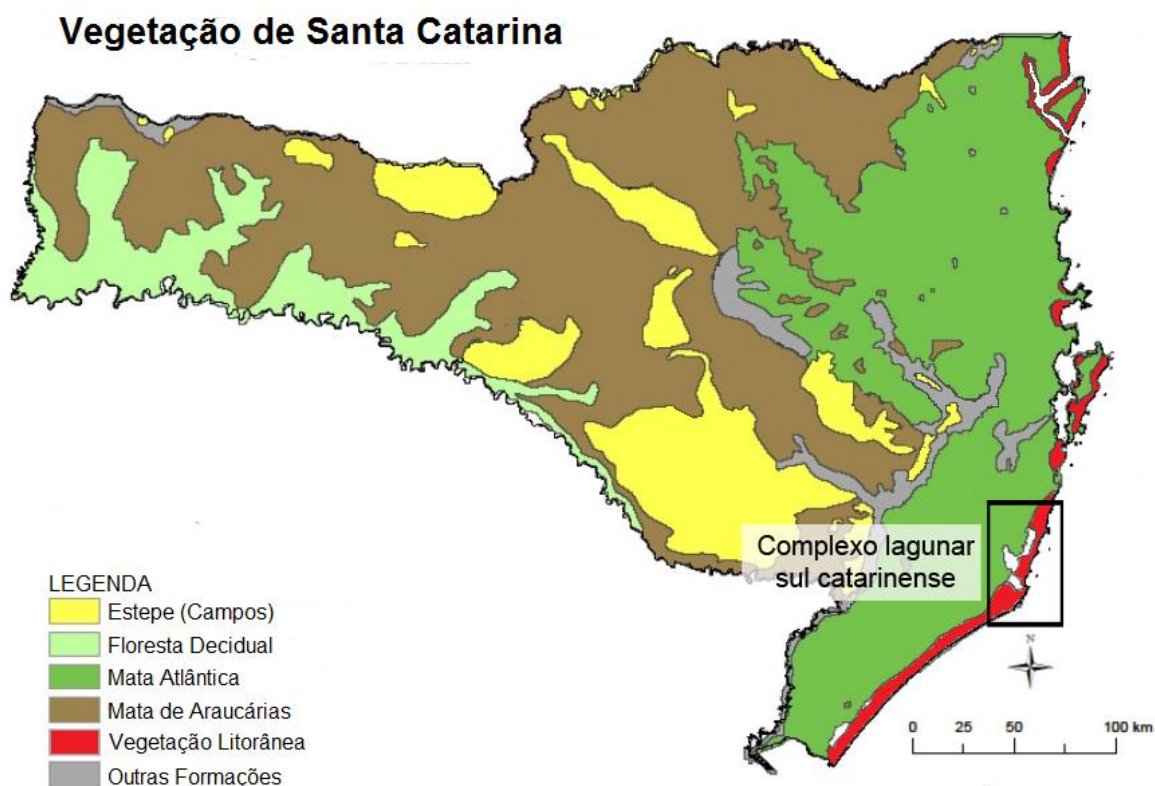 Vegetação de Santa Catarina
Complexo lagunar
sul catarinense
LEGENDA
Estepe (Campos)
Floresta Decidual
Mata Atlântica
Mata de Araucárias
Vegetação Litorânea
Outras Formações
N
0 25 50 100 km